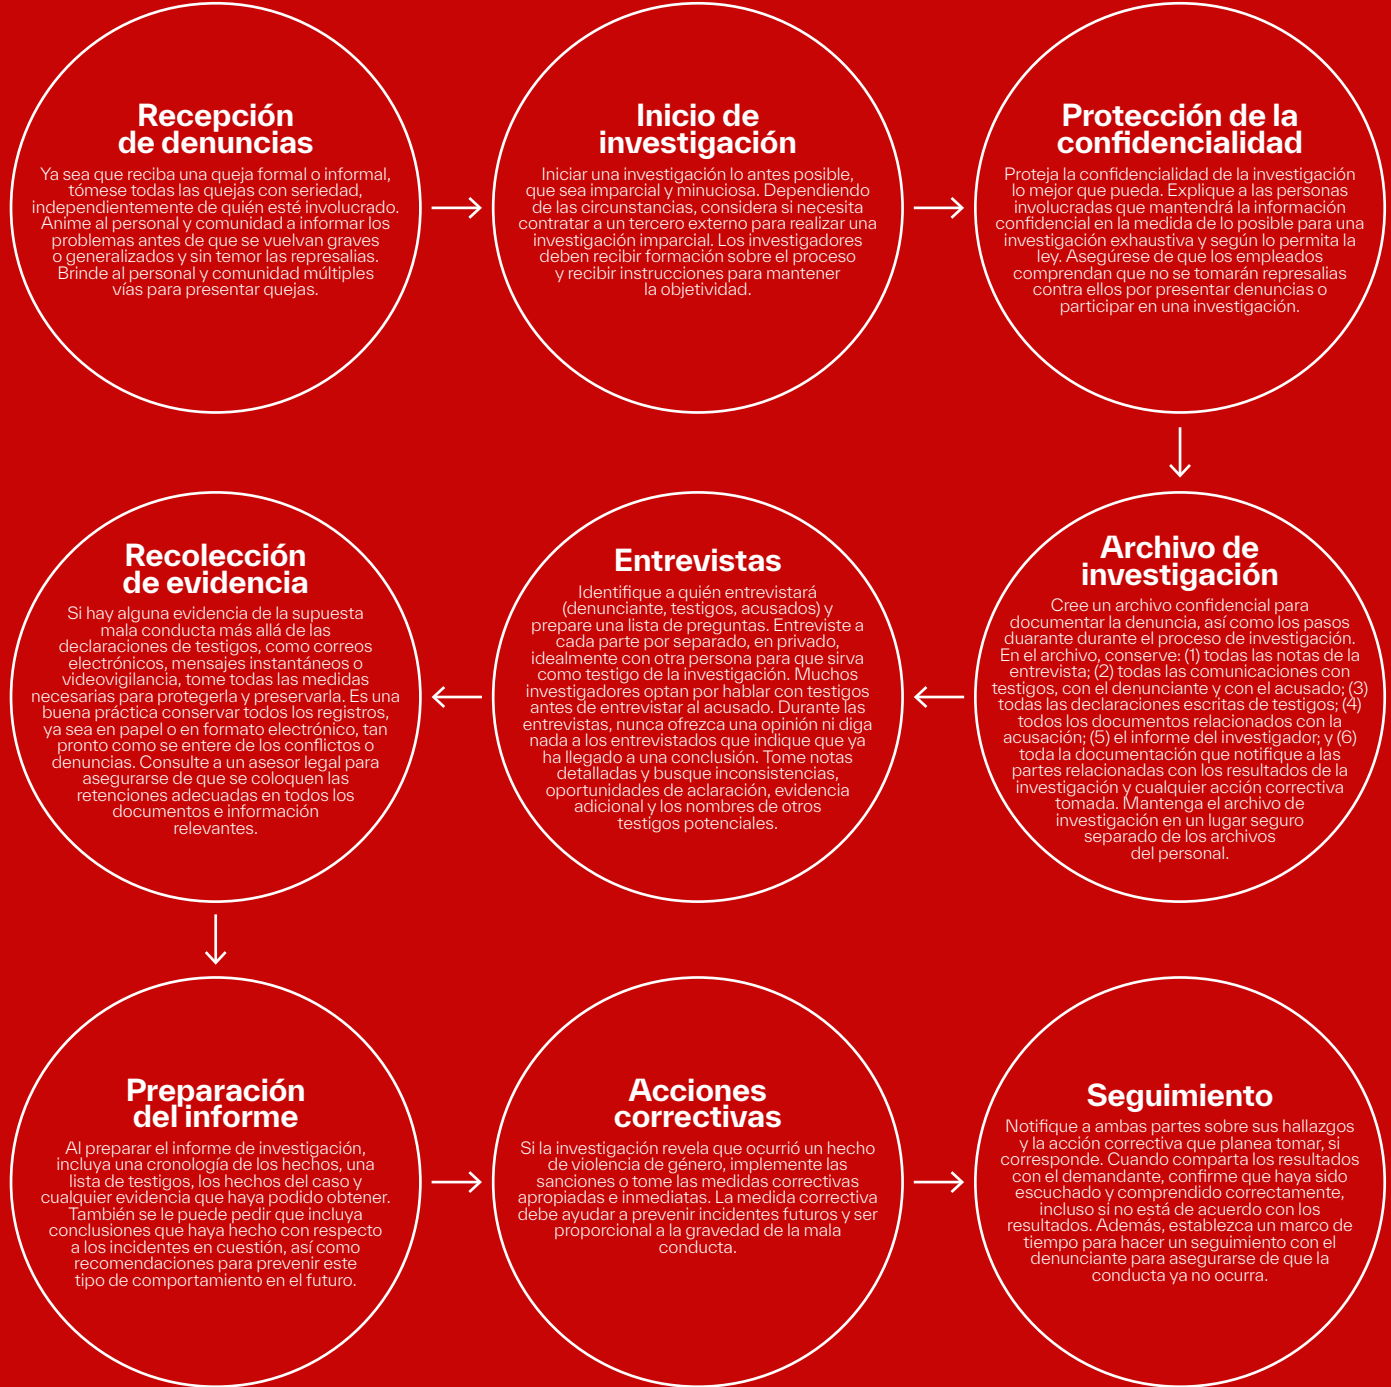 Recepción
de denuncias
Ya sea que reciba una queja formal o informal,
tómese todas las quejas con seriedad,
independientemente de quién esté involucrado.
Anime al personal y comunidad a informar los
problemas antes de que se vuelvan graves
o generalizados y sin temor las represalias.
Brinde al personal y comunidad múltiples
vías para presentar quejas.
Inicio de
investigación
Iniciar una investigación lo antes posible,
que sea imparcial y minuciosa. Dependiendo
de las circunstancias, considera si necesita
contratar a un tercero externo para realizar una
investigación imparcial. Los investigadores
deben recibir formación sobre el proceso
y recibir instrucciones para mantener
la objetividad.
Protección de la
confidencialidad
Proteja la confidencialidad de la investigación
lo mejor que pueda. Explique a las personas
involucradas que mantendrá la información
confidencial en la medida de lo posible para una
investigación exhaustiva y según lo permita la
ley. Asegúrese de que los empleados
comprendan que no se tomarán represalias
contra ellos por presentar denuncias o
participar en una investigación.
Archivo de
investigación
Cree un archivo confidencial para
documentar la denuncia, así como los pasos
duarante durante el proceso de investigación.
En el archivo, conserve: (1) todas las notas de la
entrevista; (2) todas las comunicaciones con
testigos, con el denunciante y con el acusado; (3)
todas las declaraciones escritas de testigos; (4)
todos los documentos relacionados con la
acusación; (5) el informe del investigador; y (6)
toda la documentación que notifique a las
partes relacionadas con los resultados de la
investigación y cualquier acción correctiva
tomada. Mantenga el archivo de
investigación en un lugar seguro
separado de los archivos
del personal.
Entrevistas
Identifique a quién entrevistará
(denunciante, testigos, acusados) y
prepare una lista de preguntas. Entreviste a
cada parte por separado, en privado,
idealmente con otra persona para que sirva
como testigo de la investigación. Muchos
investigadores optan por hablar con testigos
antes de entrevistar al acusado. Durante las
entrevistas, nunca ofrezca una opinión ni diga
nada a los entrevistados que indique que ya
ha llegado a una conclusión. Tome notas
detalladas y busque inconsistencias,
oportunidades de aclaración, evidencia
adicional y los nombres de otros
testigos potenciales.
Recolección
de evidencia
Si hay alguna evidencia de la supuesta
mala conducta más allá de las
declaraciones de testigos, como correos
electrónicos, mensajes instantáneos o
videovigilancia, tome todas las medidas
necesarias para protegerla y preservarla. Es una
buena práctica conservar todos los registros,
ya sea en papel o en formato electrónico, tan
pronto como se entere de los conflictos o
denuncias. Consulte a un asesor legal para
asegurarse de que se coloquen las
retenciones adecuadas en todos los
documentos e información
relevantes.
Preparación
del informe
Al preparar el informe de investigación,
incluya una cronología de los hechos, una
lista de testigos, los hechos del caso y
cualquier evidencia que haya podido obtener.
También se le puede pedir que incluya
conclusiones que haya hecho con respecto
a los incidentes en cuestión, así como
recomendaciones para prevenir este
tipo de comportamiento en el futuro.
Acciones
correctivas
Si la investigación revela que ocurrió un hecho
de violencia de género, implemente las
sanciones o tome las medidas correctivas
apropiadas e inmediatas. La medida correctiva
debe ayudar a prevenir incidentes futuros y ser
proporcional a la gravedad de la mala
conducta.
Seguimiento
Notifique a ambas partes sobre sus hallazgos
y la acción correctiva que planea tomar, si
corresponde. Cuando comparta los resultados
con el demandante, confirme que haya sido
escuchado y comprendido correctamente,
incluso si no está de acuerdo con los
resultados. Además, establezca un marco de
tiempo para hacer un seguimiento con el
denunciante para asegurarse de que la
conducta ya no ocurra.